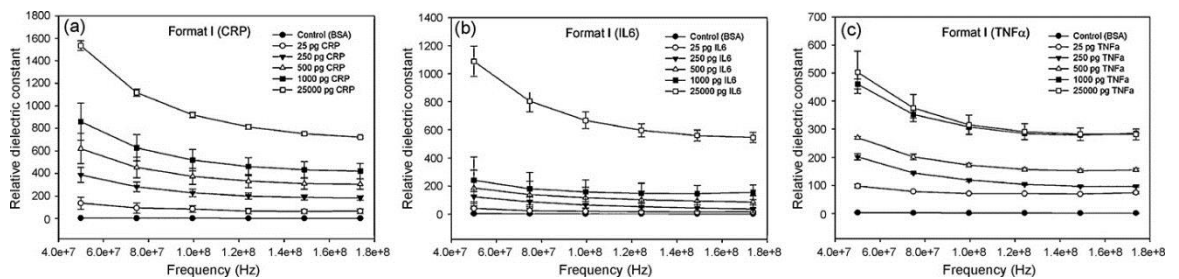 (a)
Format I (CRP)
Control (BSA)
25 pg CRP
250 pg CRP
500 pg CRP
1000 pg CRP
25000 pg CRP
Relative dielectric constant
1800
1600
1400
1200
1000
800
600
400
200
0
4.0e+7 6.0e+7 8.0e+7 1.0e+8 1.2e+8 1.4e+8 1.6e+8 1.8e+8
Frequency (Hz)
(b)
Format I (IL6)
Control (BSA)
25 pg IL6
250 pg IL6
500 pg IL6
1000 pg IL6
25000 pg IL6
Relative dielectric constant
1400
1200
1000
800
600
400
200
0
4.0e+7 6.0e+7 8.0e+7 1.0e+8 1.2e+8 1.4e+8 1.6e+8 1.8e+8
Frequency (Hz)
(c)
Format I (TNFα)
Control (BSA)
25 pg TNFa
250 pg TNFa
500 pg TNFa
1000 pg TNFa
25000 pg TNFa
Relative dielectric constant
700
600
500
400
300
200
100
0
4.0e+7 6.0e+7 8.0e+7 1.0e+8 1.2e+8 1.4e+8 1.6e+8 1.8e+8
Frequency (Hz)